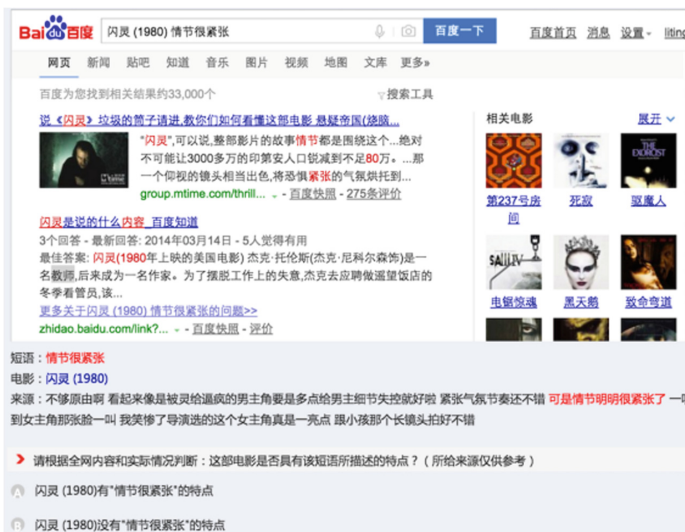 Bai du 百度 闪灵 (1980) 情节很紧张 百度一下 百度首页 消息 设置
网页 新闻 贴吧 知道 音乐 图片 视频 地图 文库 更多»
百度为您找到相关结果约33,000个 搜索工具
说《闪灵》垃圾的筒子请进,教你们如何看懂这部电影 悬疑帝国(烧脑...
“闪灵”,可以说,整部影片的故事情节都是围绕这个...绝对
不可能让3000多万的印第安人口锐减到不足80万。...那
一个仰视的镜头相当出色,将恐惧紧张的气氛烘托到...
group.mtime.com/thrill... - 百度快照 - 275条评价
闪灵是说的什么内容_百度知道
3个回答 - 最新回答: 2014年03月14日 - 5人觉得有用
最佳答案: 闪灵(1980年上映的美国电影) 杰克·托伦斯(杰克·尼科尔森饰)是一
名教师,后来成为一名作家。为了摆脱工作上的失意,杰克去应聘做遥望饭店的
冬季看管员,该...
更多关于闪灵 (1980) 情节很紧张的问题>>
zhidao.baidu.com/link?... - 百度快照 - 评价
相关电影 展开
THE EXORCIST
第237号房间 死寂 驱魔人
SAW IV
电锯惊魂 黑天鹅 致命弯道
短语：情节很紧张
电影：闪灵 (1980)
来源：不够原由啊 看起来像是被灵给逼疯的男主角要是多点给男主细节失控就好啦 紧张气氛节奏还不错 可是情节明明很紧张了 一
到女主角那张脸一叫 我笑惨了导演选的这个女主角真是一亮点 跟小孩那个长镜头拍好不错
请根据全网内容和实际情况判断：这部电影是否具有该短语所描述的特点？（所给来源仅供参考）
A 闪灵 (1980)有"情节很紧张"的特点
B 闪灵 (1980)没有"情节很紧张"的特点